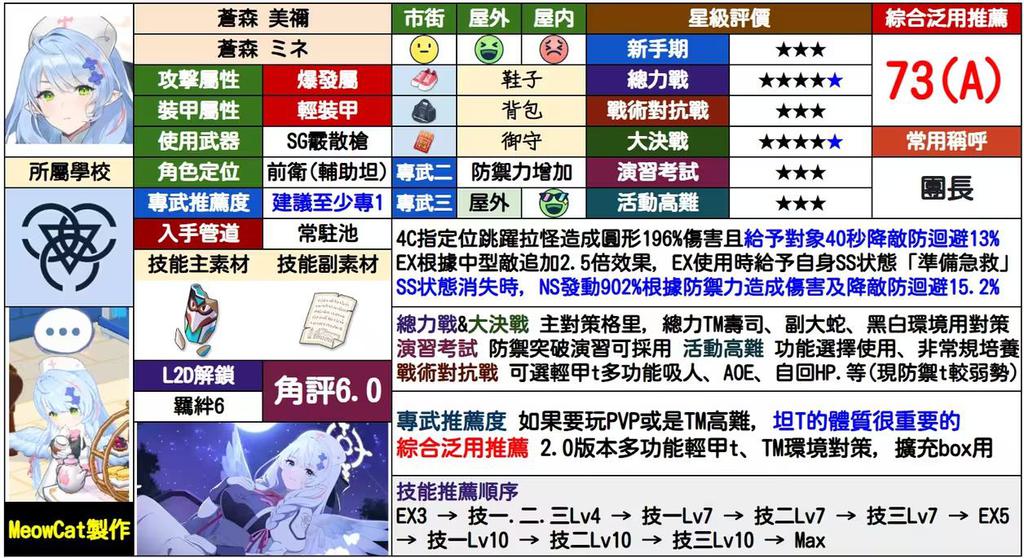 蒼森 美禰
蒼森 ミネ
市街 屋外 屋内
星級評價
綜合泛用推薦
新手期 ★★★
73(A)
攻擊屬性 爆發屬
鞋子
總力戰 ★★★★★
裝甲屬性 輕裝甲
背包
戰術對抗戰 ★★★
使用武器 SG霰散槍
御守
大決戰 ★★★★★
常用稱呼
所屬學校
角色定位 前衛(輔助坦)
專武二 防禦力增加
演習考試 ★★★
團長
專武推薦度 建議至少專1
專武三 屋外
活動高難 ★★★
入手管道 常駐池
技能主素材 技能副素材
4C指定位跳躍拉怪造成圓形196%傷害且給予對象40秒降敵防迴避13%
EX根據中型敵追加2.5倍效果, EX使用時給予自身SS状態「準備急救」
SS状態消失時, NS發動902%根據防禦力造成傷害及降敵防迴避15.2%
總力戰&大決戰 主對策格里, 總力TM壽司、副大蛇、黑白環境用對策
演習考試 防禦突破演習可採用 活動高難 功能選擇使用、非常規培養
戰術對抗戰 可選輕甲t多功能吸人、AOE、自回HP.等(現防禦t較弱勢)
L2D解鎖
羈絆6
角評6.0
專武推薦度 如果要玩PVP或是TM高難, 坦T的體質很重要的
綜合泛用推薦 2.0版本多功能輕甲t、TM環境對策, 擴充box用
技能推薦順序
EX3 → 技一.二.三Lv4 → 技一Lv7 → 技二Lv7 → 技三Lv7 → EX5
→ 技一Lv10 → 技二Lv10 → 技三Lv10 → Max
MeowCat製作